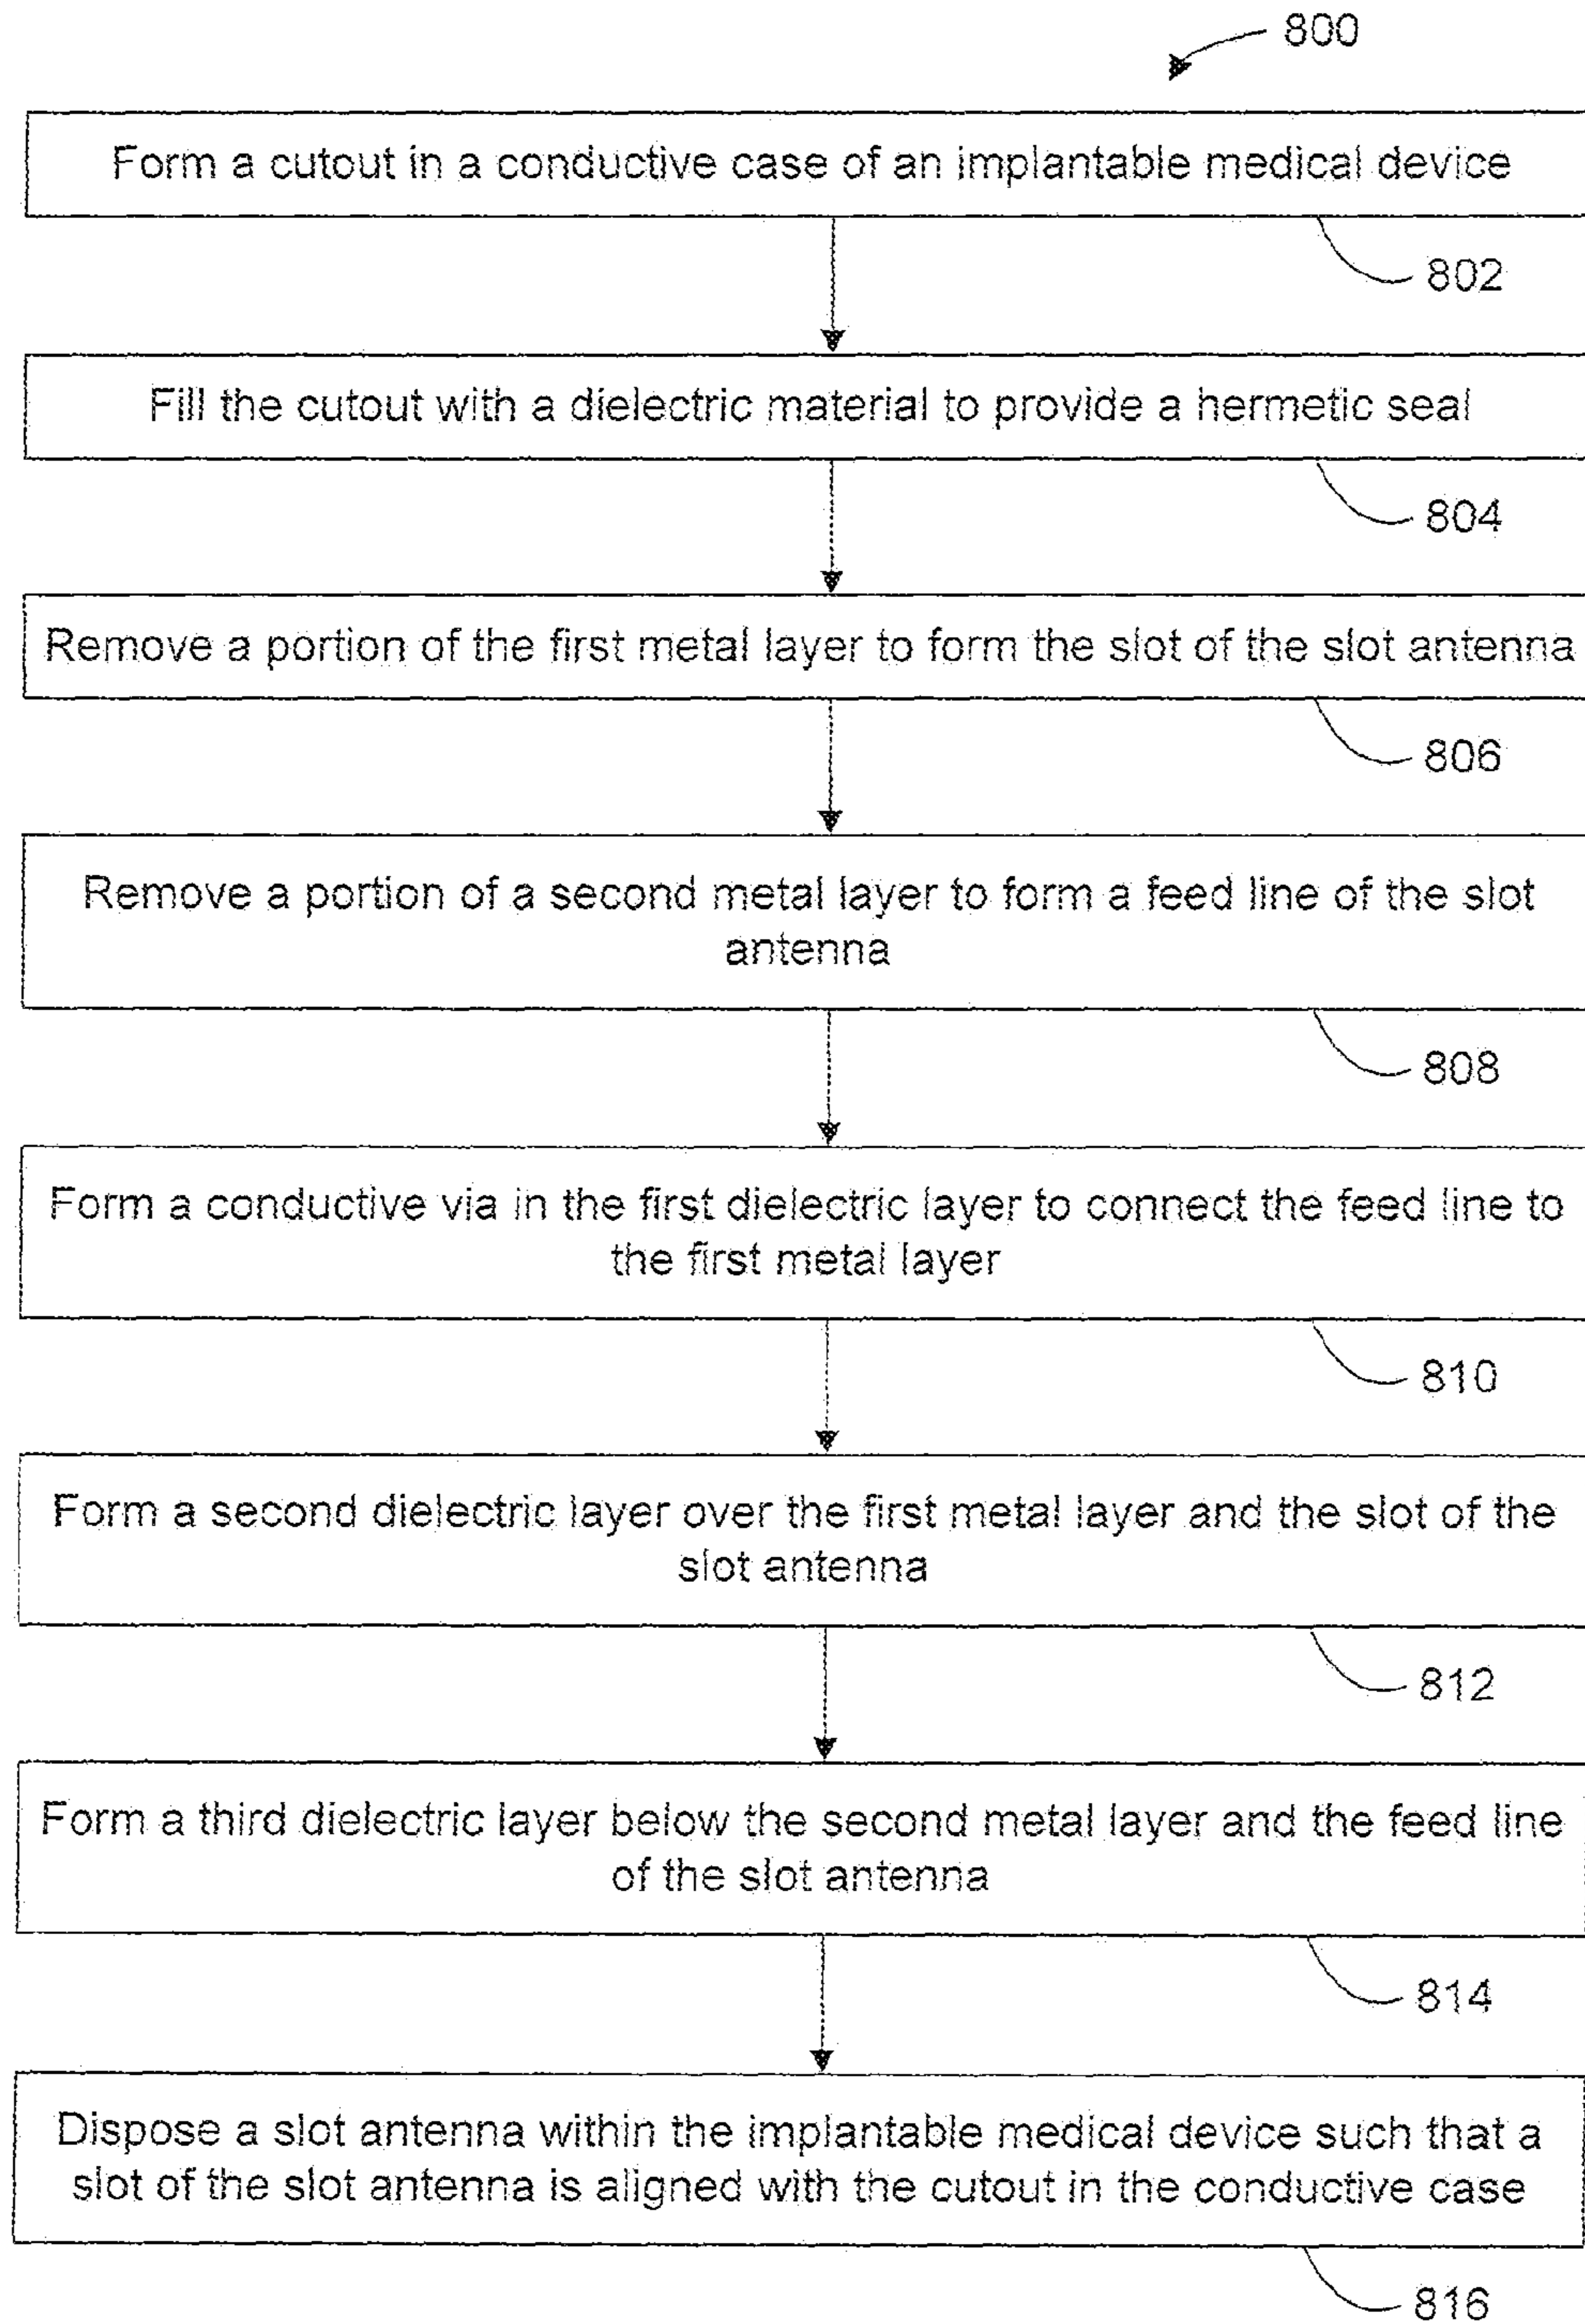 800
Form a cutout in a conductive case of an implantable medical device
802
Fill the cutout with a dielectric material to provide a hermetic seal
804
Remove a portion of the first metal layer to form the slot of the slot antenna
806
Remove a portion of a second metal layer to form a feed line of the slot
antenna
808
Form a conductive via in the first dielectric layer to connect the feed line to
the first metal layer
810
Form a second dielectric layer over the first metal layer and the slot of the
slot antenna
812
Form a third dielectric layer below the second metal layer and the feed line
of the slot antenna
814
Dispose a slot antenna within the implantable medical device such that a
slot of the slot antenna is aligned with the cutout in the conductive case
816